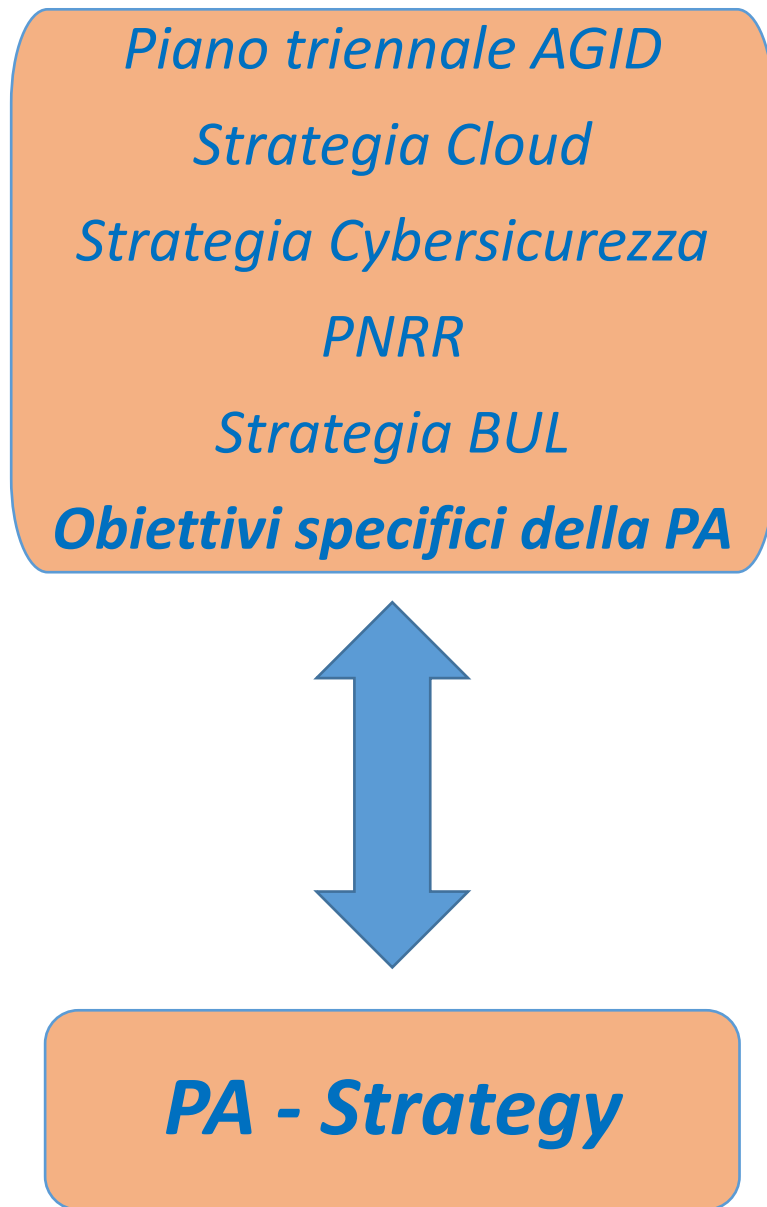 Piano triennale AGID
Strategia Cloud
Strategia Cybersicurezza
PNRR
Strategia BUL
Obiettivi specifici della PA
PA - Strategy